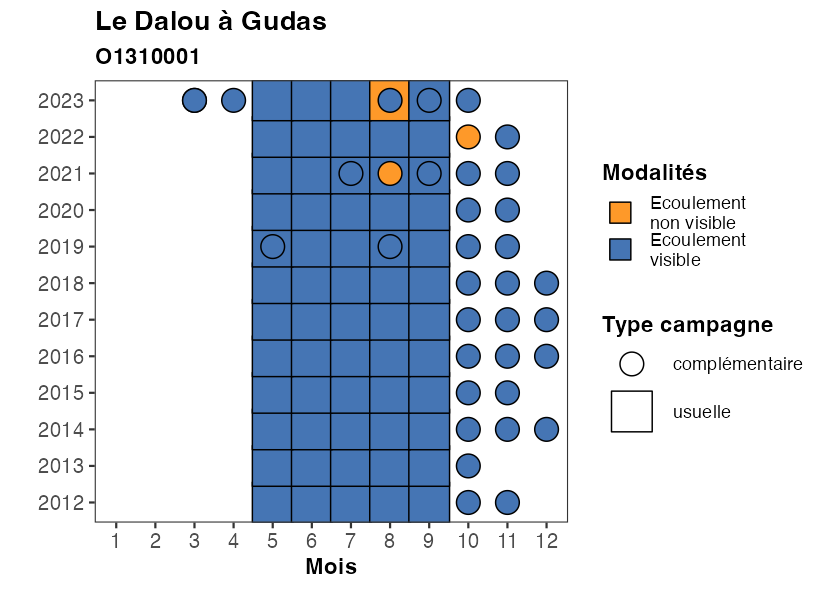 Le Dalou à Gudas
O1310001
2023
2022
2021
2020
2019
2018
2017
2016
2015
2014
2013
2012
1 2 3 4 5 6 7 8 9 10 11 12
Mois
Modalités
Ecoulement
non visible
Ecoulement
visible
Type campagne
complémentaire
usuelle